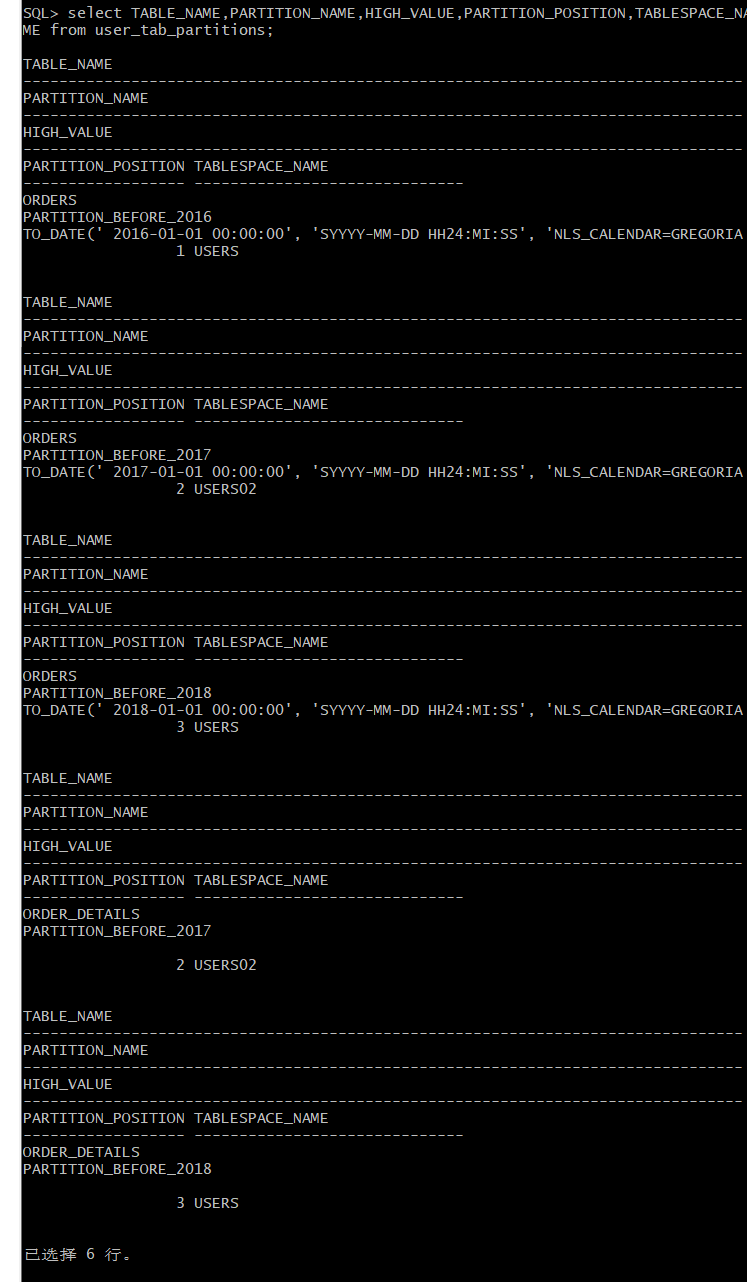 SQL> select TABLE_NAME,PARTITION_NAME,HIGH_VALUE,PARTITION_POSITION,TABLESPACE_NA
ME from user_tab_partitions;
TABLE_NAME
--------------------------------------------------------------------------------
PARTITION_NAME
--------------------------------------------------------------------------------
HIGH_VALUE
--------------------------------------------------------------------------------
PARTITION_POSITION TABLESPACE_NAME
------------------ ------------------------------
ORDERS
PARTITION_BEFORE_2016
TO_DATE(' 2016-01-01 00:00:00', 'SYYYY-MM-DD HH24:MI:SS', 'NLS_CALENDAR=GREGORIA
1 USERS
TABLE_NAME
--------------------------------------------------------------------------------
PARTITION_NAME
--------------------------------------------------------------------------------
HIGH_VALUE
--------------------------------------------------------------------------------
PARTITION_POSITION TABLESPACE_NAME
------------------ ------------------------------
ORDERS
PARTITION_BEFORE_2017
TO_DATE(' 2017-01-01 00:00:00', 'SYYYY-MM-DD HH24:MI:SS', 'NLS_CALENDAR=GREGORIA
2 USERS02
TABLE_NAME
--------------------------------------------------------------------------------
PARTITION_NAME
--------------------------------------------------------------------------------
HIGH_VALUE
--------------------------------------------------------------------------------
PARTITION_POSITION TABLESPACE_NAME
------------------ ------------------------------
ORDERS
PARTITION_BEFORE_2018
TO_DATE(' 2018-01-01 00:00:00', 'SYYYY-MM-DD HH24:MI:SS', 'NLS_CALENDAR=GREGORIA
3 USERS
TABLE_NAME
--------------------------------------------------------------------------------
PARTITION_NAME
--------------------------------------------------------------------------------
HIGH_VALUE
--------------------------------------------------------------------------------
PARTITION_POSITION TABLESPACE_NAME
------------------ ------------------------------
ORDER_DETAILS
PARTITION_BEFORE_2017
2 USERS02
TABLE_NAME
--------------------------------------------------------------------------------
PARTITION_NAME
--------------------------------------------------------------------------------
HIGH_VALUE
--------------------------------------------------------------------------------
PARTITION_POSITION TABLESPACE_NAME
------------------ ------------------------------
ORDER_DETAILS
PARTITION_BEFORE_2018
3 USERS
已选择 6 行。